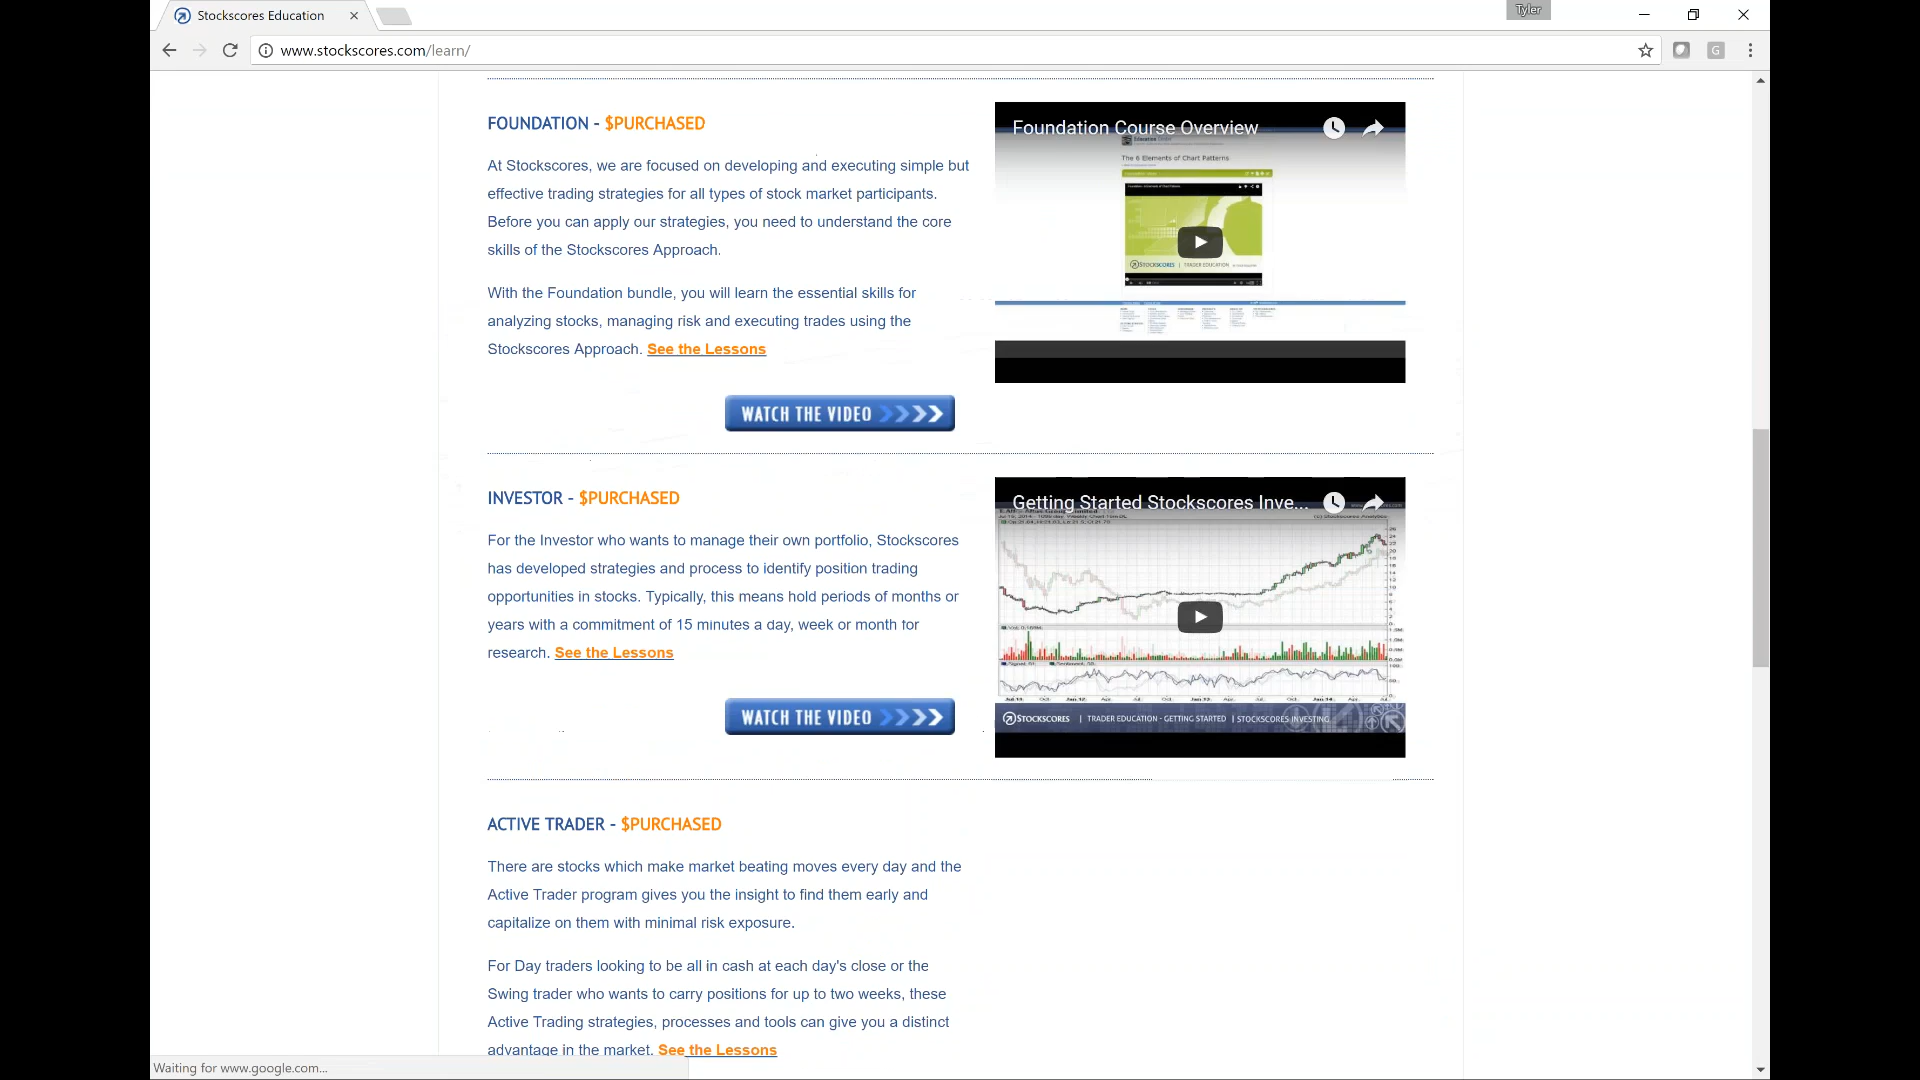 Stockscores Education
Tyler
www.stockscores.com/learn/
G
FOUNDATION - $PURCHASED
At Stockscores, we are focused on developing and executing simple but
effective trading strategies for all types of stock market participants.
Before you can apply our strategies, you need to understand the core
skills of the Stockscores Approach.
With the Foundation bundle, you will learn the essential skills for
analyzing stocks, managing risk and executing trades using the
Stockscores Approach. See the Lessons
WATCH THE VIDEO
Foundation Course Overview
The 6 Elements of Chart Patterns
STOCKSCORES | TRADER EDUCATION
INVESTOR - $PURCHASED
For the Investor who wants to manage their own portfolio, Stockscores
has developed strategies and process to identify position trading
opportunities in stocks. Typically, this means hold periods of months or
years with a commitment of 15 minutes a day, week or month for
research. See the Lessons
WATCH THE VIDEO
Getting Started Stockscores Inve...
STOCKSCORES | TRADER EDUCATION - GETTING STARTED | STOCKSCORES INVESTING
ACTIVE TRADER - $PURCHASED
There are stocks which make market beating moves every day and the
Active Trader program gives you the insight to find them early and
capitalize on them with minimal risk exposure.
For Day traders looking to be all in cash at each day's close or the
Swing trader who wants to carry positions for up to two weeks, these
Active Trading strategies, processes and tools can give you a distinct
advantage in the market. See the Lessons
Waiting for www.google.com...